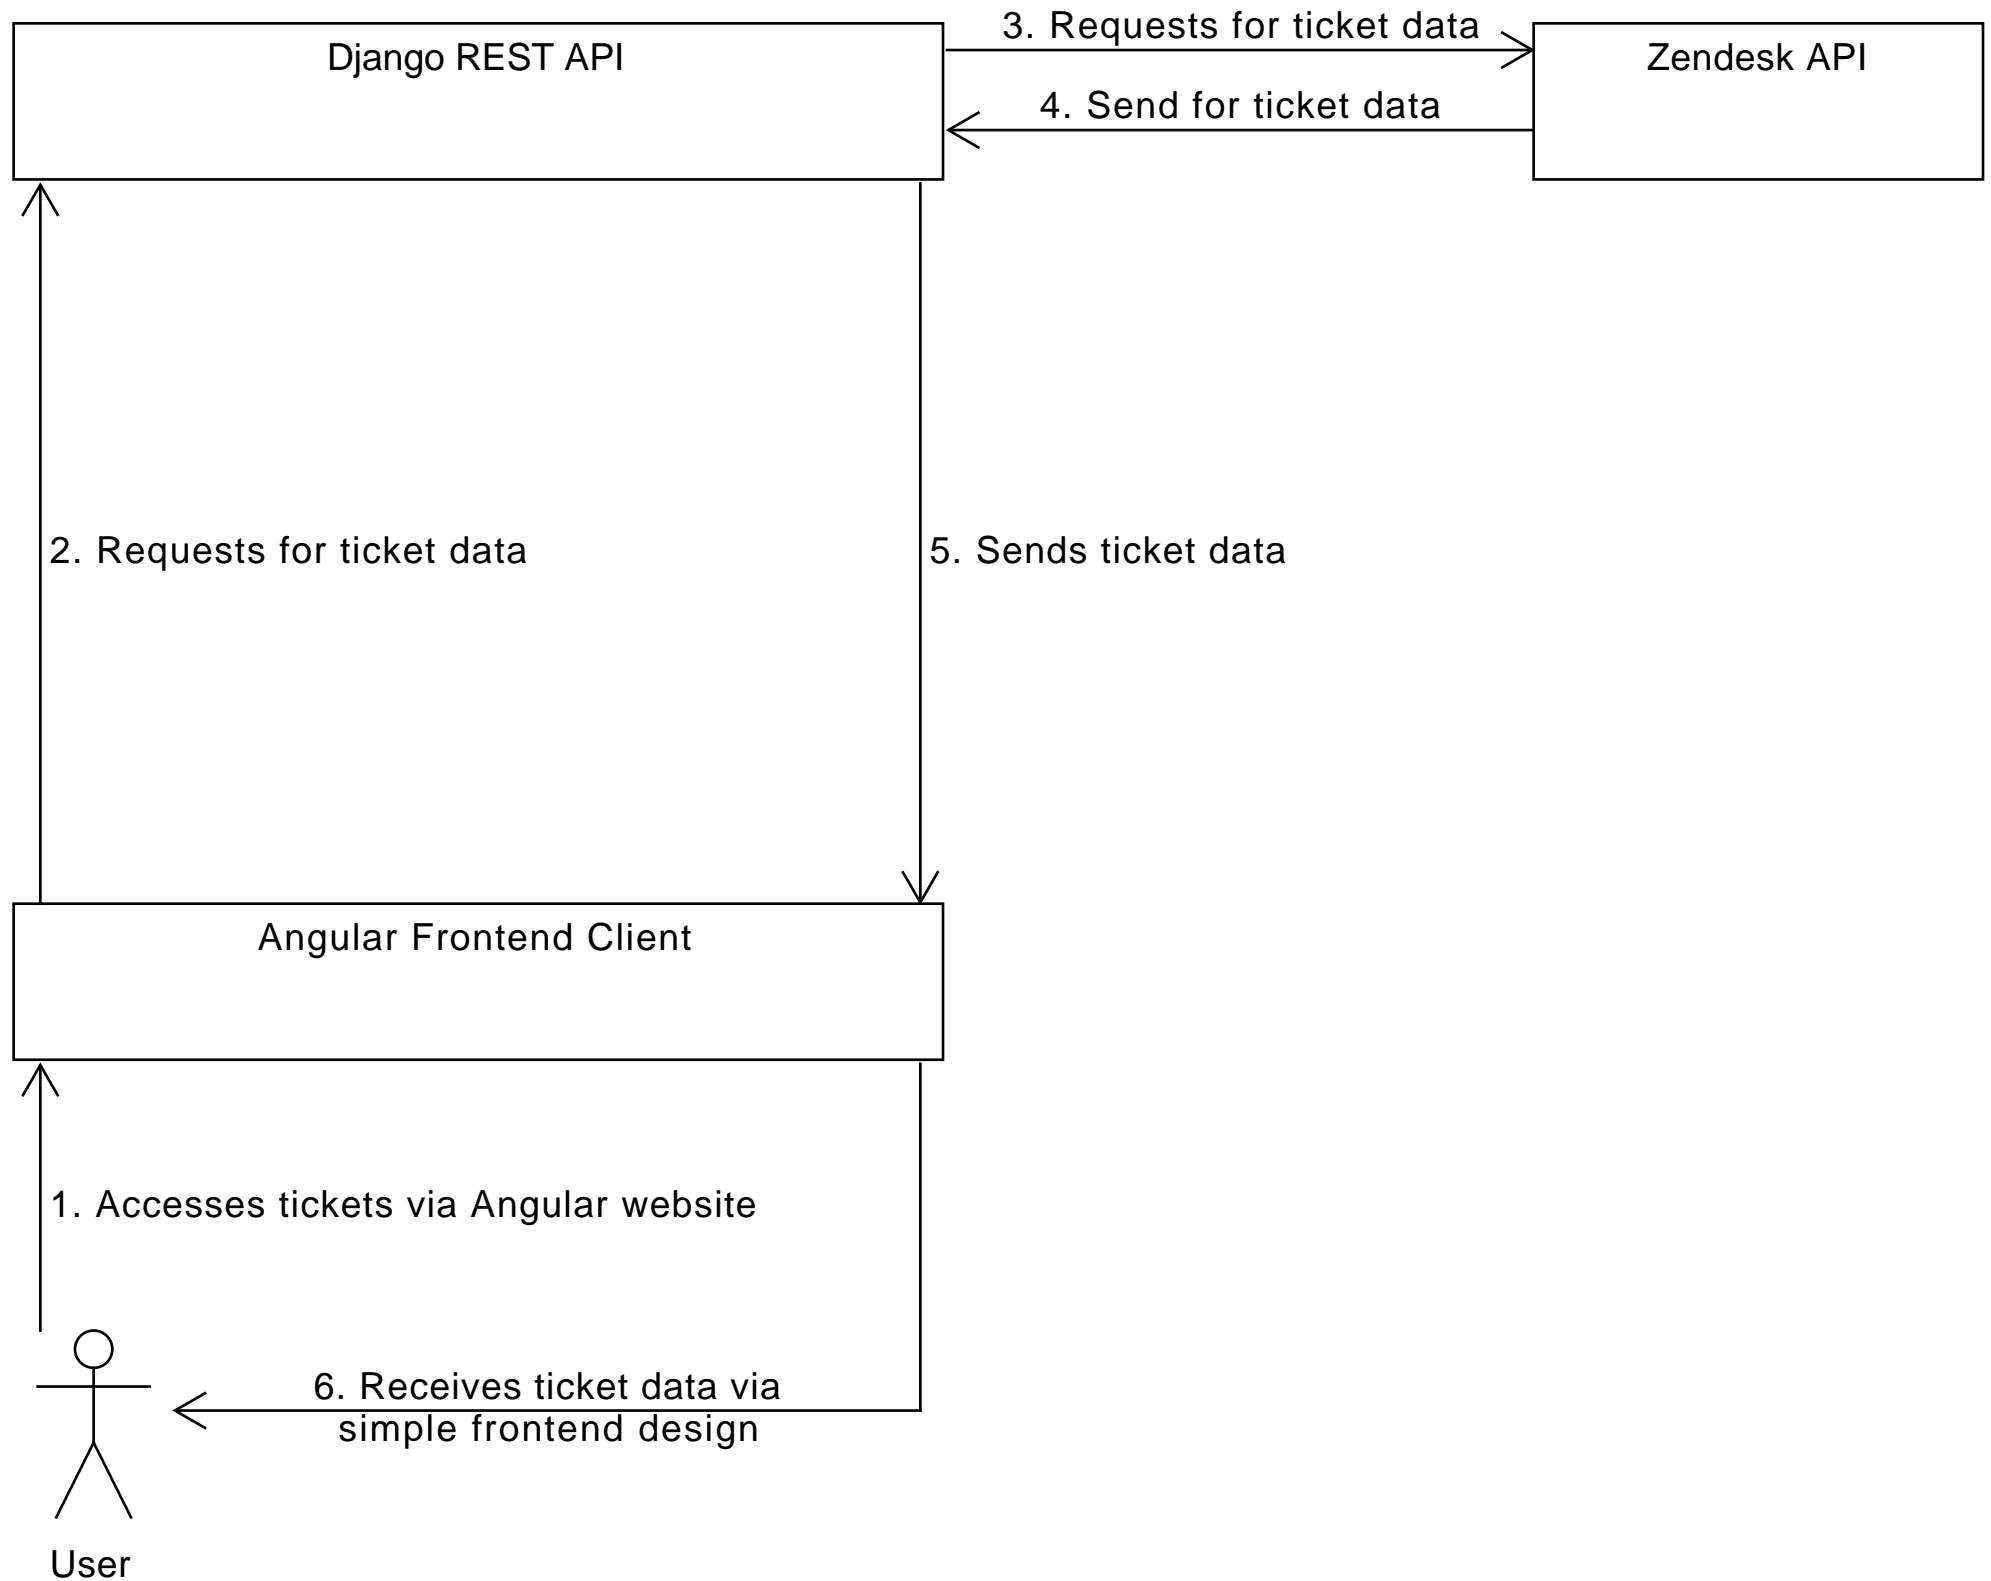 3. Requests for ticket data
Django REST API
Zendesk API
4. Send for ticket data
2. Requests for ticket data
5. Sends ticket data
Angular Frontend Client
1. Accesses tickets via Angular website
6. Receives ticket data via
simple frontend design
User